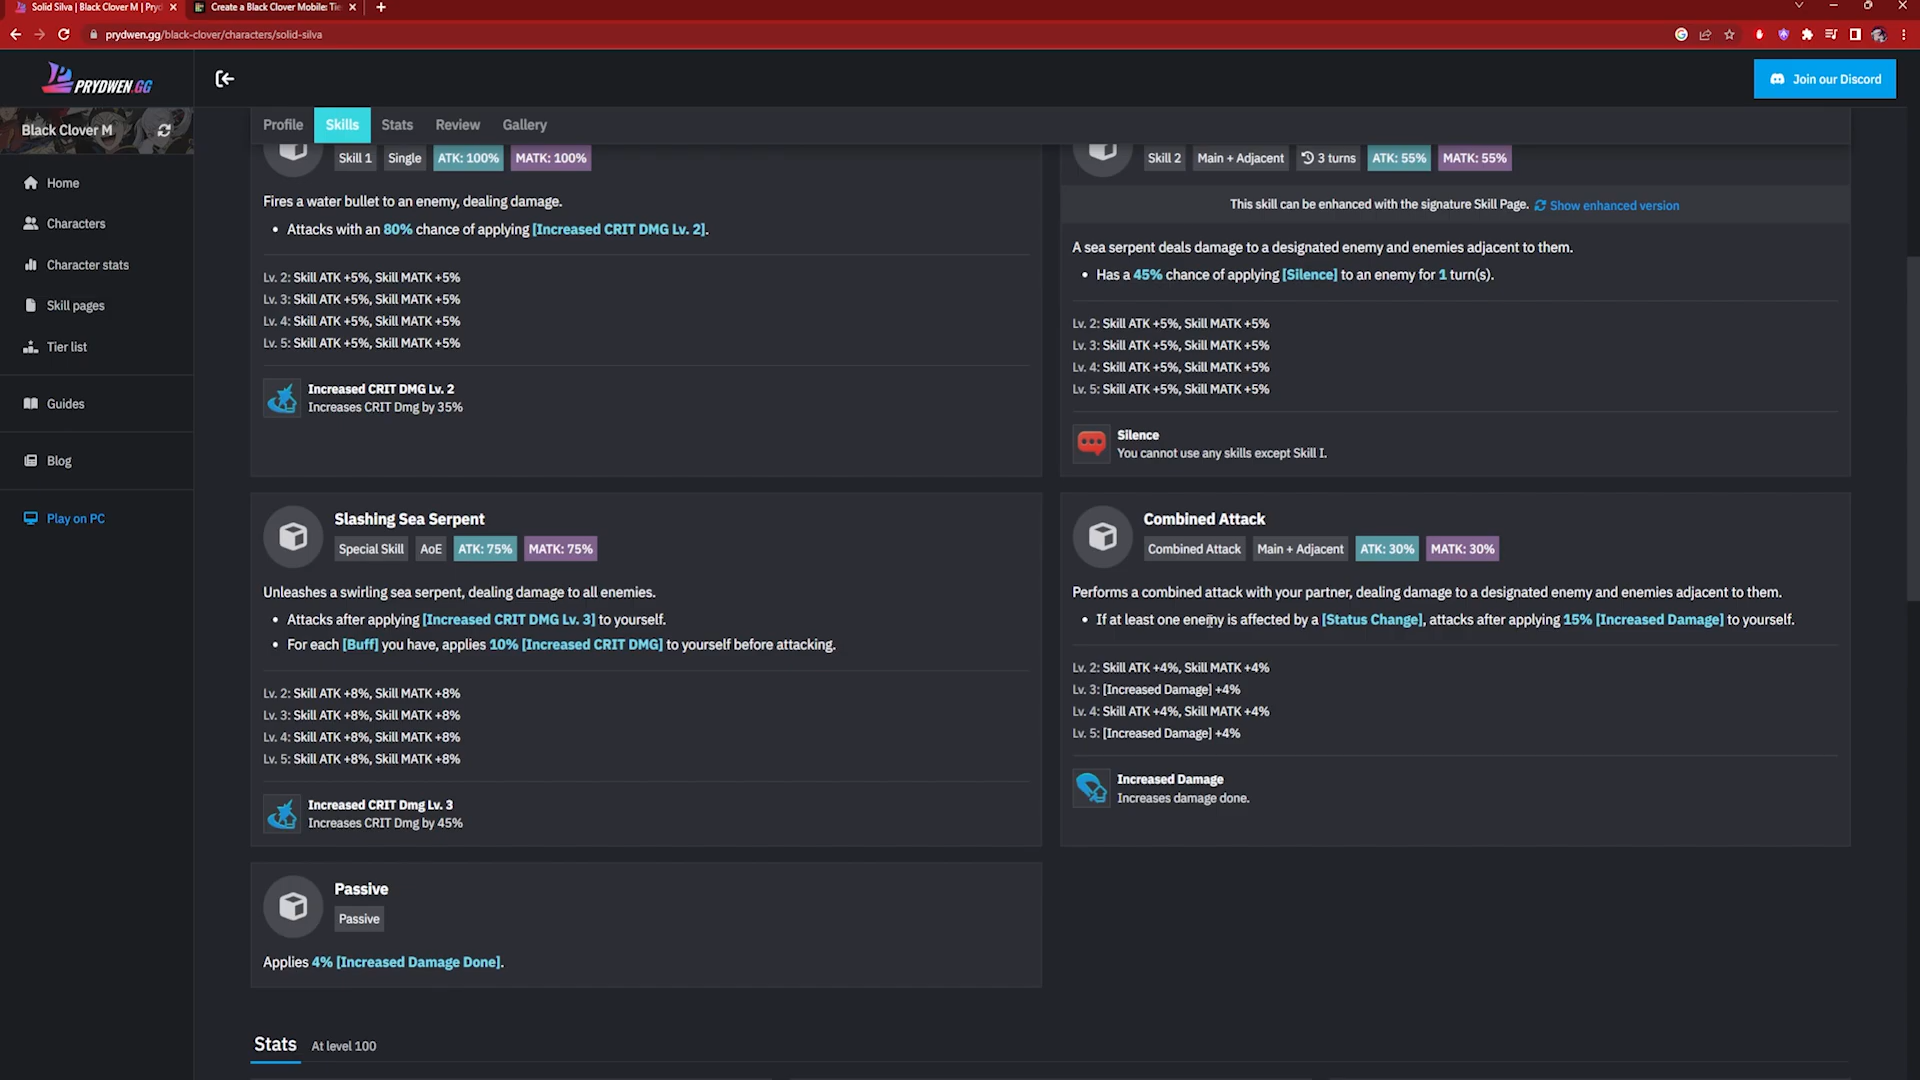 Solid Silva | Black Clover M | Pryd
Create a Black Clover Mobile: Tie
prydwen.gg/black-clover/characters/solid-silva
PRYDWEN.GG
Join our Discord
Black Clover M
Home
Characters
Character stats
Skill pages
Tier list
Guides
Blog
Play on PC
Profile
Skills
Stats
Review
Gallery
Skill 1
Single
ATK: 100%
MATK: 100%
Fires a water bullet to an enemy, dealing damage.
• Attacks with an 80% chance of applying [Increased CRIT DMG Lv. 2].
Lv. 2: Skill ATK +5%, Skill MATK +5%
Lv. 3: Skill ATK +5%, Skill MATK +5%
Lv. 4: Skill ATK +5%, Skill MATK +5%
Lv. 5: Skill ATK +5%, Skill MATK +5%
Increased CRIT DMG Lv. 2
Increases CRIT Dmg by 35%
Skill 2
Main + Adjacent
3 turns
ATK: 55%
MATK: 55%
This skill can be enhanced with the signature Skill Page. Show enhanced version
A sea serpent deals damage to a designated enemy and enemies adjacent to them.
• Has a 45% chance of applying [Silence] to an enemy for 1 turn(s).
Lv. 2: Skill ATK +5%, Skill MATK +5%
Lv. 3: Skill ATK +5%, Skill MATK +5%
Lv. 4: Skill ATK +5%, Skill MATK +5%
Lv. 5: Skill ATK +5%, Skill MATK +5%
Silence
You cannot use any skills except Skill I.
Slashing Sea Serpent
Special Skill
AoE
ATK: 75%
MATK: 75%
Unleashes a swirling sea serpent, dealing damage to all enemies.
• Attacks after applying [Increased CRIT DMG Lv. 3] to yourself.
• For each [Buff] you have, applies 10% [Increased CRIT DMG] to yourself before attacking.
Lv. 2: Skill ATK +8%, Skill MATK +8%
Lv. 3: Skill ATK +8%, Skill MATK +8%
Lv. 4: Skill ATK +8%, Skill MATK +8%
Lv. 5: Skill ATK +8%, Skill MATK +8%
Increased CRIT Dmg Lv. 3
Increases CRIT Dmg by 45%
Combined Attack
Combined Attack
Main + Adjacent
ATK: 30%
MATK: 30%
Performs a combined attack with your partner, dealing damage to a designated enemy and enemies adjacent to them.
• If at least one enemy is affected by a [Status Change], attacks after applying 15% [Increased Damage] to yourself.
Lv. 2: Skill ATK +4%, Skill MATK +4%
Lv. 3: [Increased Damage] +4%
Lv. 4: Skill ATK +4%, Skill MATK +4%
Lv. 5: [Increased Damage] +4%
Increased Damage
Increases damage done.
Passive
Passive
Applies 4% [Increased Damage Done].
Stats
At level 100